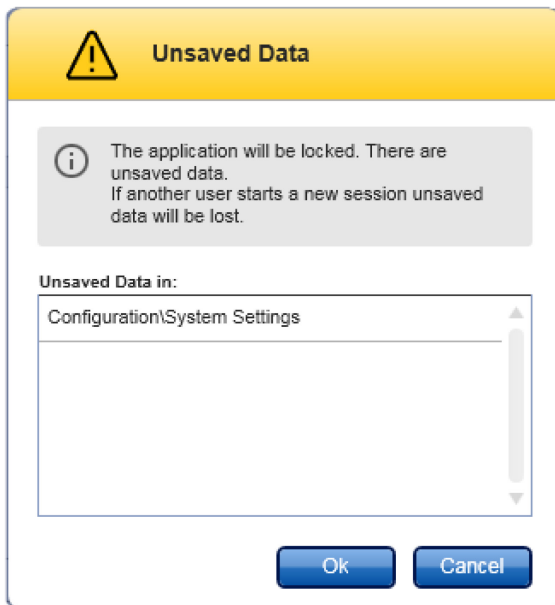 Unsaved Data
The application will be locked. There are
unsaved data.
If another user starts a new session unsaved
data will be lost.
Unsaved Data in:
Configuration\System Settings
Ok
Cancel